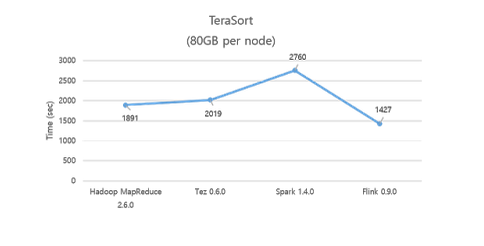 TeraSort
(80GB per node)
3000
2500
2000
1500
1000
500
0
Time (sec)
1891
2019
2760
1427
Hadoop MapReduce
2.6.0
Tez 0.6.0
Spark 1.4.0
Flink 0.9.0